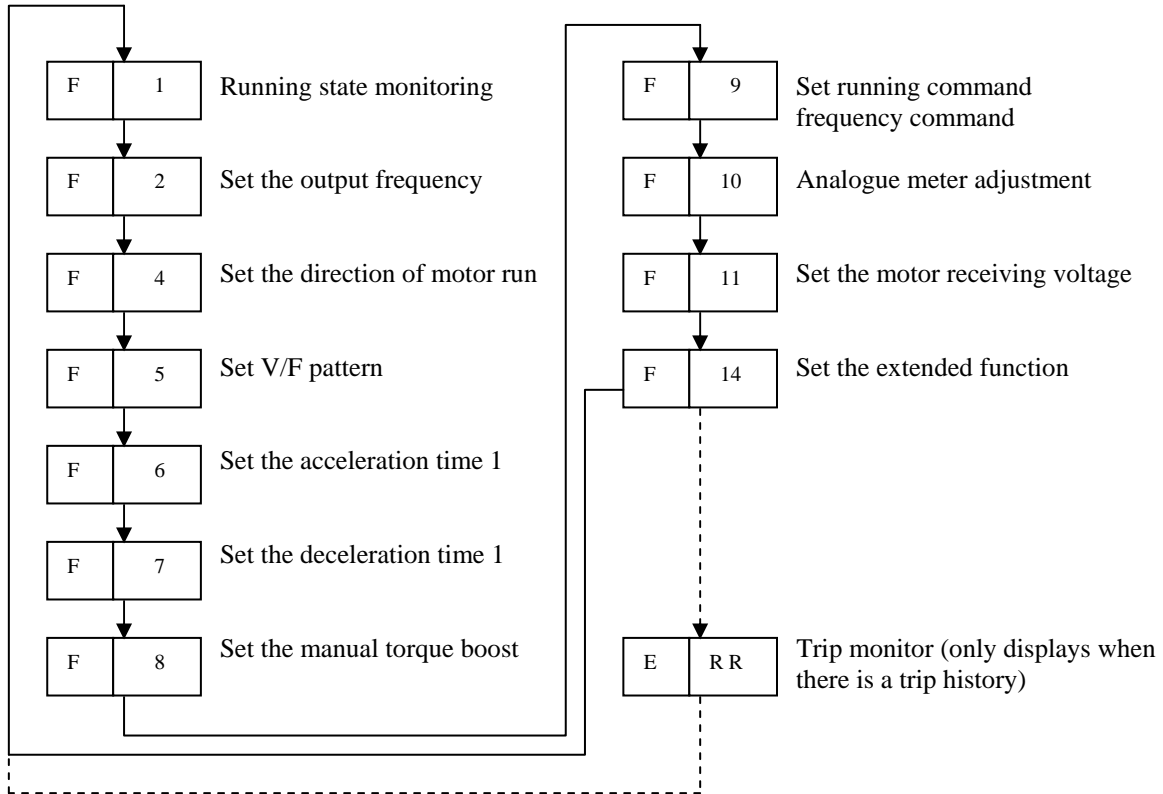 F 1 Running state monitoring
F 2 Set the output frequency
F 4 Set the direction of motor run
F 5 Set V/F pattern
F 6 Set the acceleration time 1
F 7 Set the deceleration time 1
F 8 Set the manual torque boost
F 9 Set running command
frequency command
F 10 Analogue meter adjustment
F 11 Set the motor receiving voltage
F 14 Set the extended function
E R R Trip monitor (only displays when
there is a trip history)